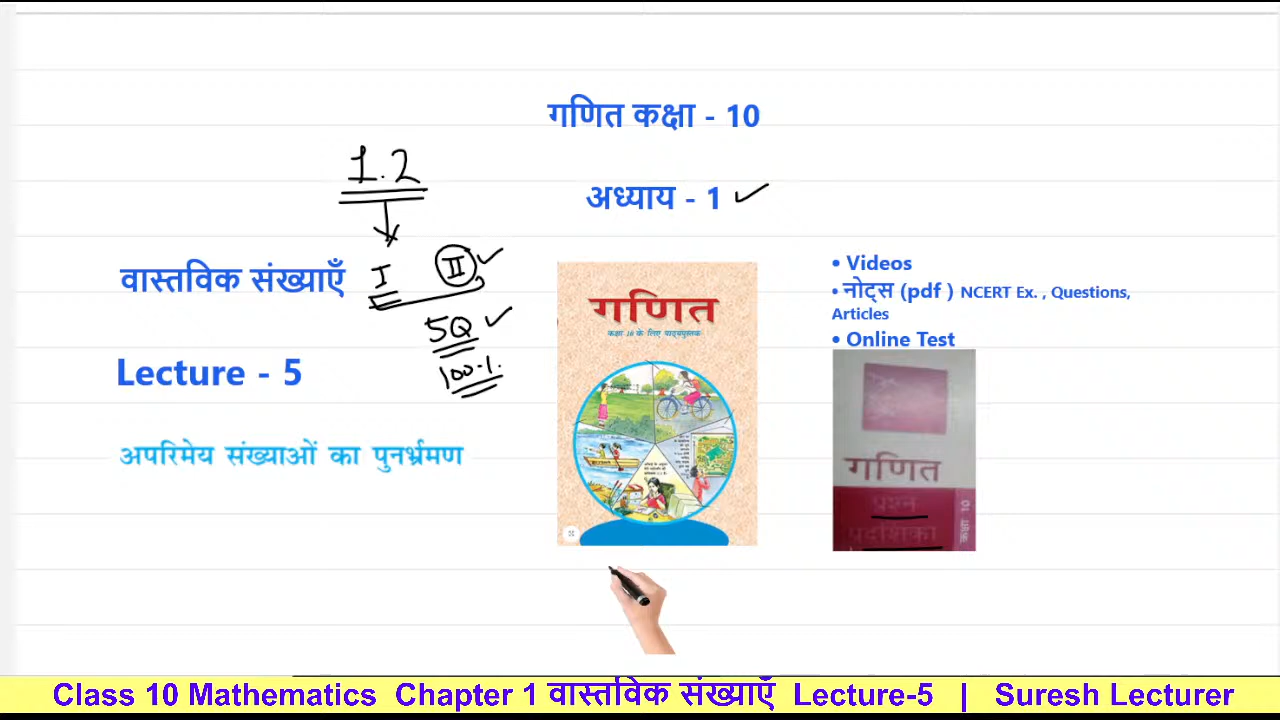 गणित कक्षा - 10
1.2
अध्याय - 1
वास्तविक संख्याएँ
I II
5Q
100-1.
Lecture - 5
अपरिमेय संख्याओं का पुनर्भ्रमण
गणित
कक्षा 10 के लिए पाठ्यपुस्तक
• Videos
• नोट्स (pdf ) NCERT Ex. , Questions,
Articles
• Online Test
गणित
प्रश्न
प्रदर्शिका
Class 10 Mathematics Chapter 1 वास्तविक संख्याएँ Lecture-5 | Suresh Lecturer